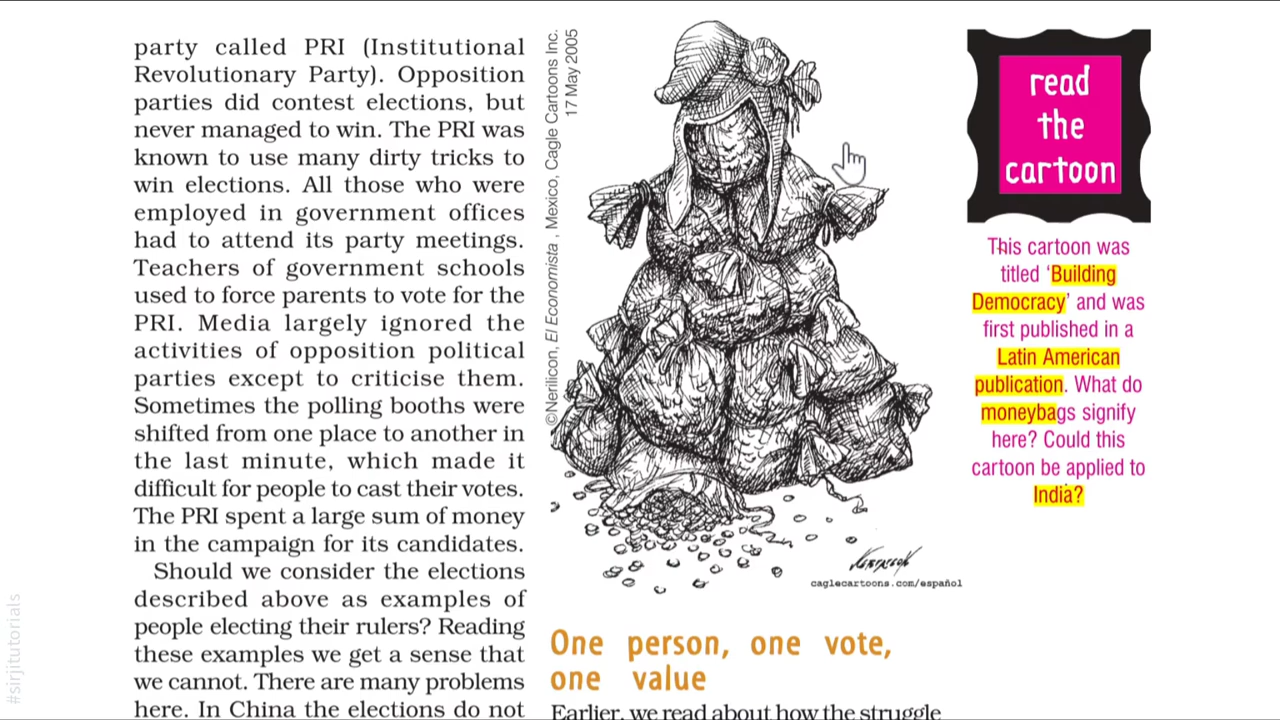 party called PRI (Institutional
Revolutionary Party). Opposition
parties did contest elections, but
never managed to win. The PRI was
known to use many dirty tricks to
win elections. All those who were
employed in government offices
had to attend its party meetings.
Teachers of government schools
used to force parents to vote for the
PRI. Media largely ignored the
activities of opposition political
parties except to criticise them.
Sometimes the polling booths were
shifted from one place to another in
the last minute, which made it
difficult for people to cast their votes.
The PRI spent a large sum of money
in the campaign for its candidates.
Should we consider the elections
described above as examples of
people electing their rulers? Reading
these examples we get a sense that
we cannot. There are many problems
here. In China the elections do not
©Nerilicon, El Economista , Mexico, Cagle Cartoons Inc.
17 May 2005
NERILICON
caglecartoons.com/español
One person, one vote,
one value
Earlier, we read about how the struggle
read
the
cartoon
This cartoon was
titled ‘Building
Democracy’ and was
first published in a
Latin American
publication. What do
moneybags signify
here? Could this
cartoon be applied to
India?
#sirjitutorials